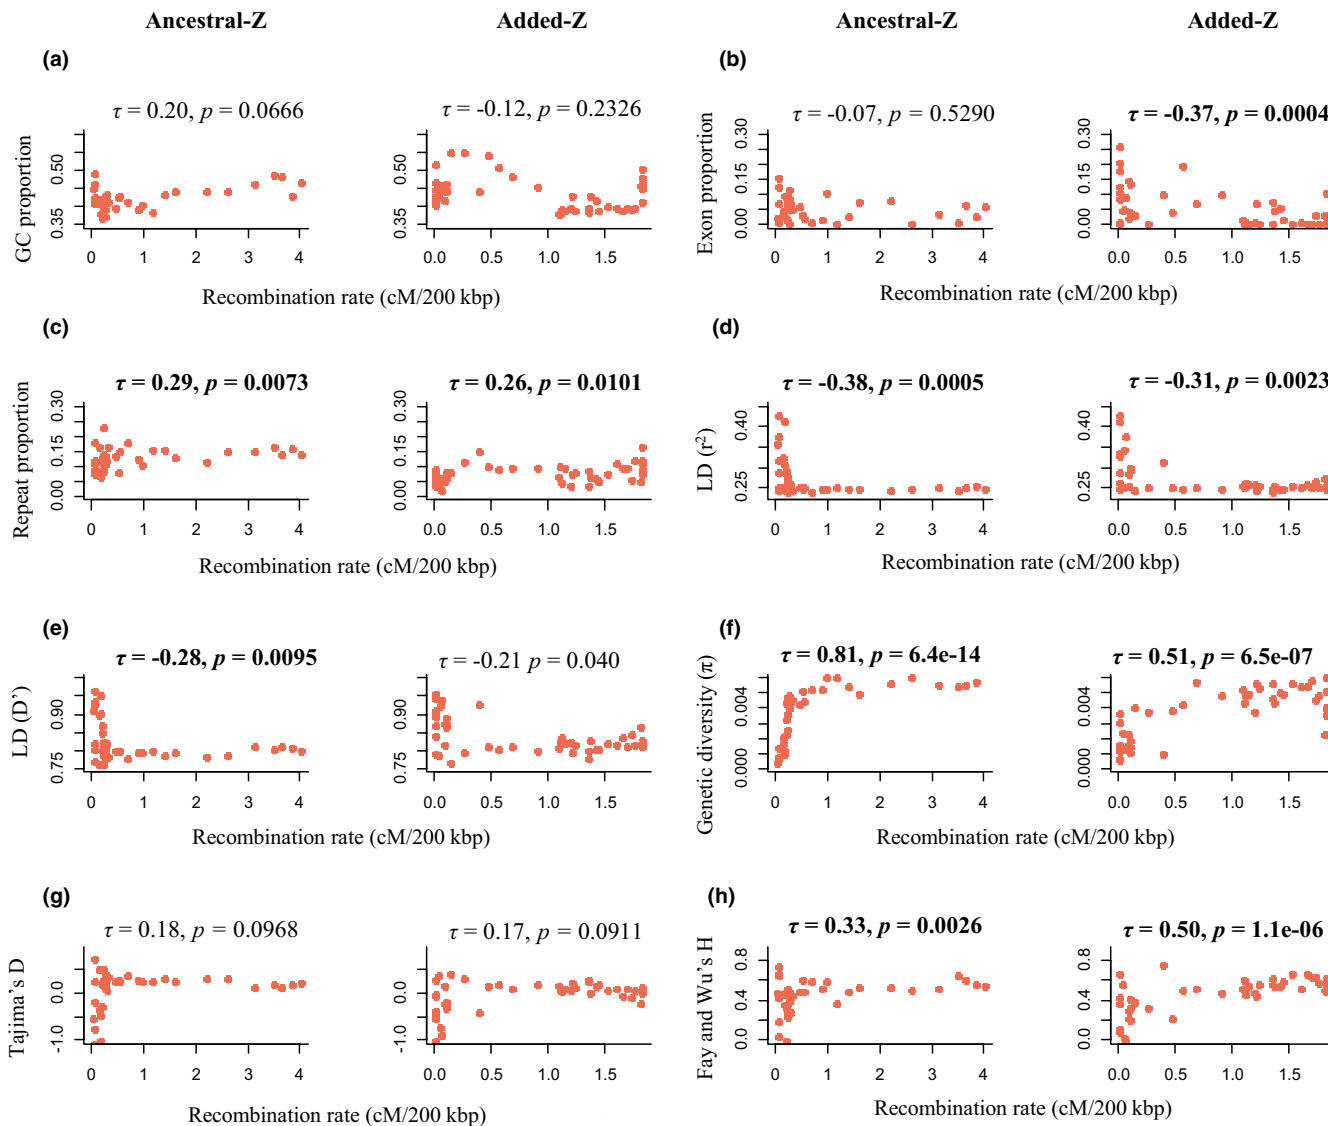 Ancestral-Z Added-Z Ancestral-Z Added-Z
(a)
τ = 0.20, p = 0.0666
τ = -0.12, p = 0.2326
GC proportion
0.35 0.50
0 1 2 3 4
0.0 0.5 1.0 1.5
0.35 0.50
Recombination rate (cM/200 kbp)
(b)
τ = -0.07, p = 0.5290
τ = -0.37, p = 0.0004
Exon proportion
0.00 0.15 0.30
0 1 2 3 4
0.00 0.15 0.30
0.0 0.5 1.0 1.5
Recombination rate (cM/200 kbp)
(c)
τ = 0.29, p = 0.0073
τ = 0.26, p = 0.0101
Repeat proportion
0.00 0.15 0.30
0 1 2 3 4
0.00 0.15 0.30
0.0 0.5 1.0 1.5
Recombination rate (cM/200 kbp)
(d)
τ = -0.38, p = 0.0005
τ = -0.31, p = 0.0023
LD (r²)
0.25 0.40
0 1 2 3 4
0.25 0.40
0.0 0.5 1.0 1.5
Recombination rate (cM/200 kbp)
(e)
τ = -0.28, p = 0.0095
τ = -0.21 p = 0.040
LD (D’)
0.75 0.90
0 1 2 3 4
0.75 0.90
0.0 0.5 1.0 1.5
Recombination rate (cM/200 kbp)
(f)
τ = 0.81, p = 6.4e-14
τ = 0.51, p = 6.5e-07
Genetic diversity (π)
0.000 0.004
0 1 2 3 4
0.000 0.004
0.0 0.5 1.0 1.5
Recombination rate (cM/200 kbp)
(g)
τ = 0.18, p = 0.0968
τ = 0.17, p = 0.0911
Tajima’s D
-1.0 0.0
0 1 2 3 4
-1.0 0.0
0.0 0.5 1.0 1.5
Recombination rate (cM/200 kbp)
(h)
τ = 0.33, p = 0.0026
τ = 0.50, p = 1.1e-06
Fay and Wu’s H
0.0 0.4 0.8
0 1 2 3 4
0.0 0.4 0.8
0.0 0.5 1.0 1.5
Recombination rate (cM/200 kbp)